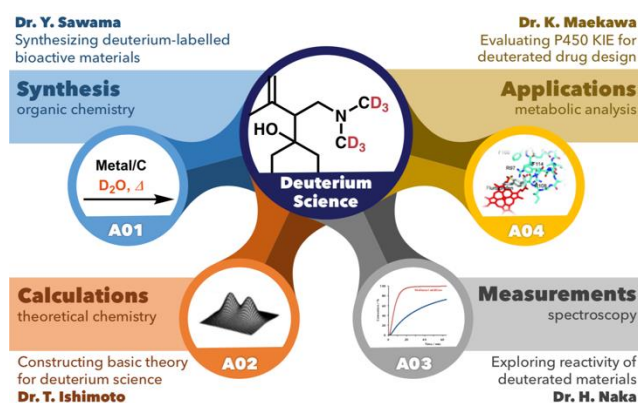 Dr. Y. Sawama
Synthesizing deuterium-labelled
bioactive materials
Synthesis
organic chemistry
Metal/C
D2O, Δ
A01
Dr. K. Maekawa
Evaluating P450 KIE for
deuterated drug design
Applications
metabolic analysis
A04
HO
N
CD3
CD3
Deuterium
Science
Calculations
theoretical chemistry
A02
Constructing basic theory
for deuterium science
Dr. T. Ishimoto
Measurements
spectroscopy
A03
Exploring reactivity of
deuterated materials
Dr. H. Naka